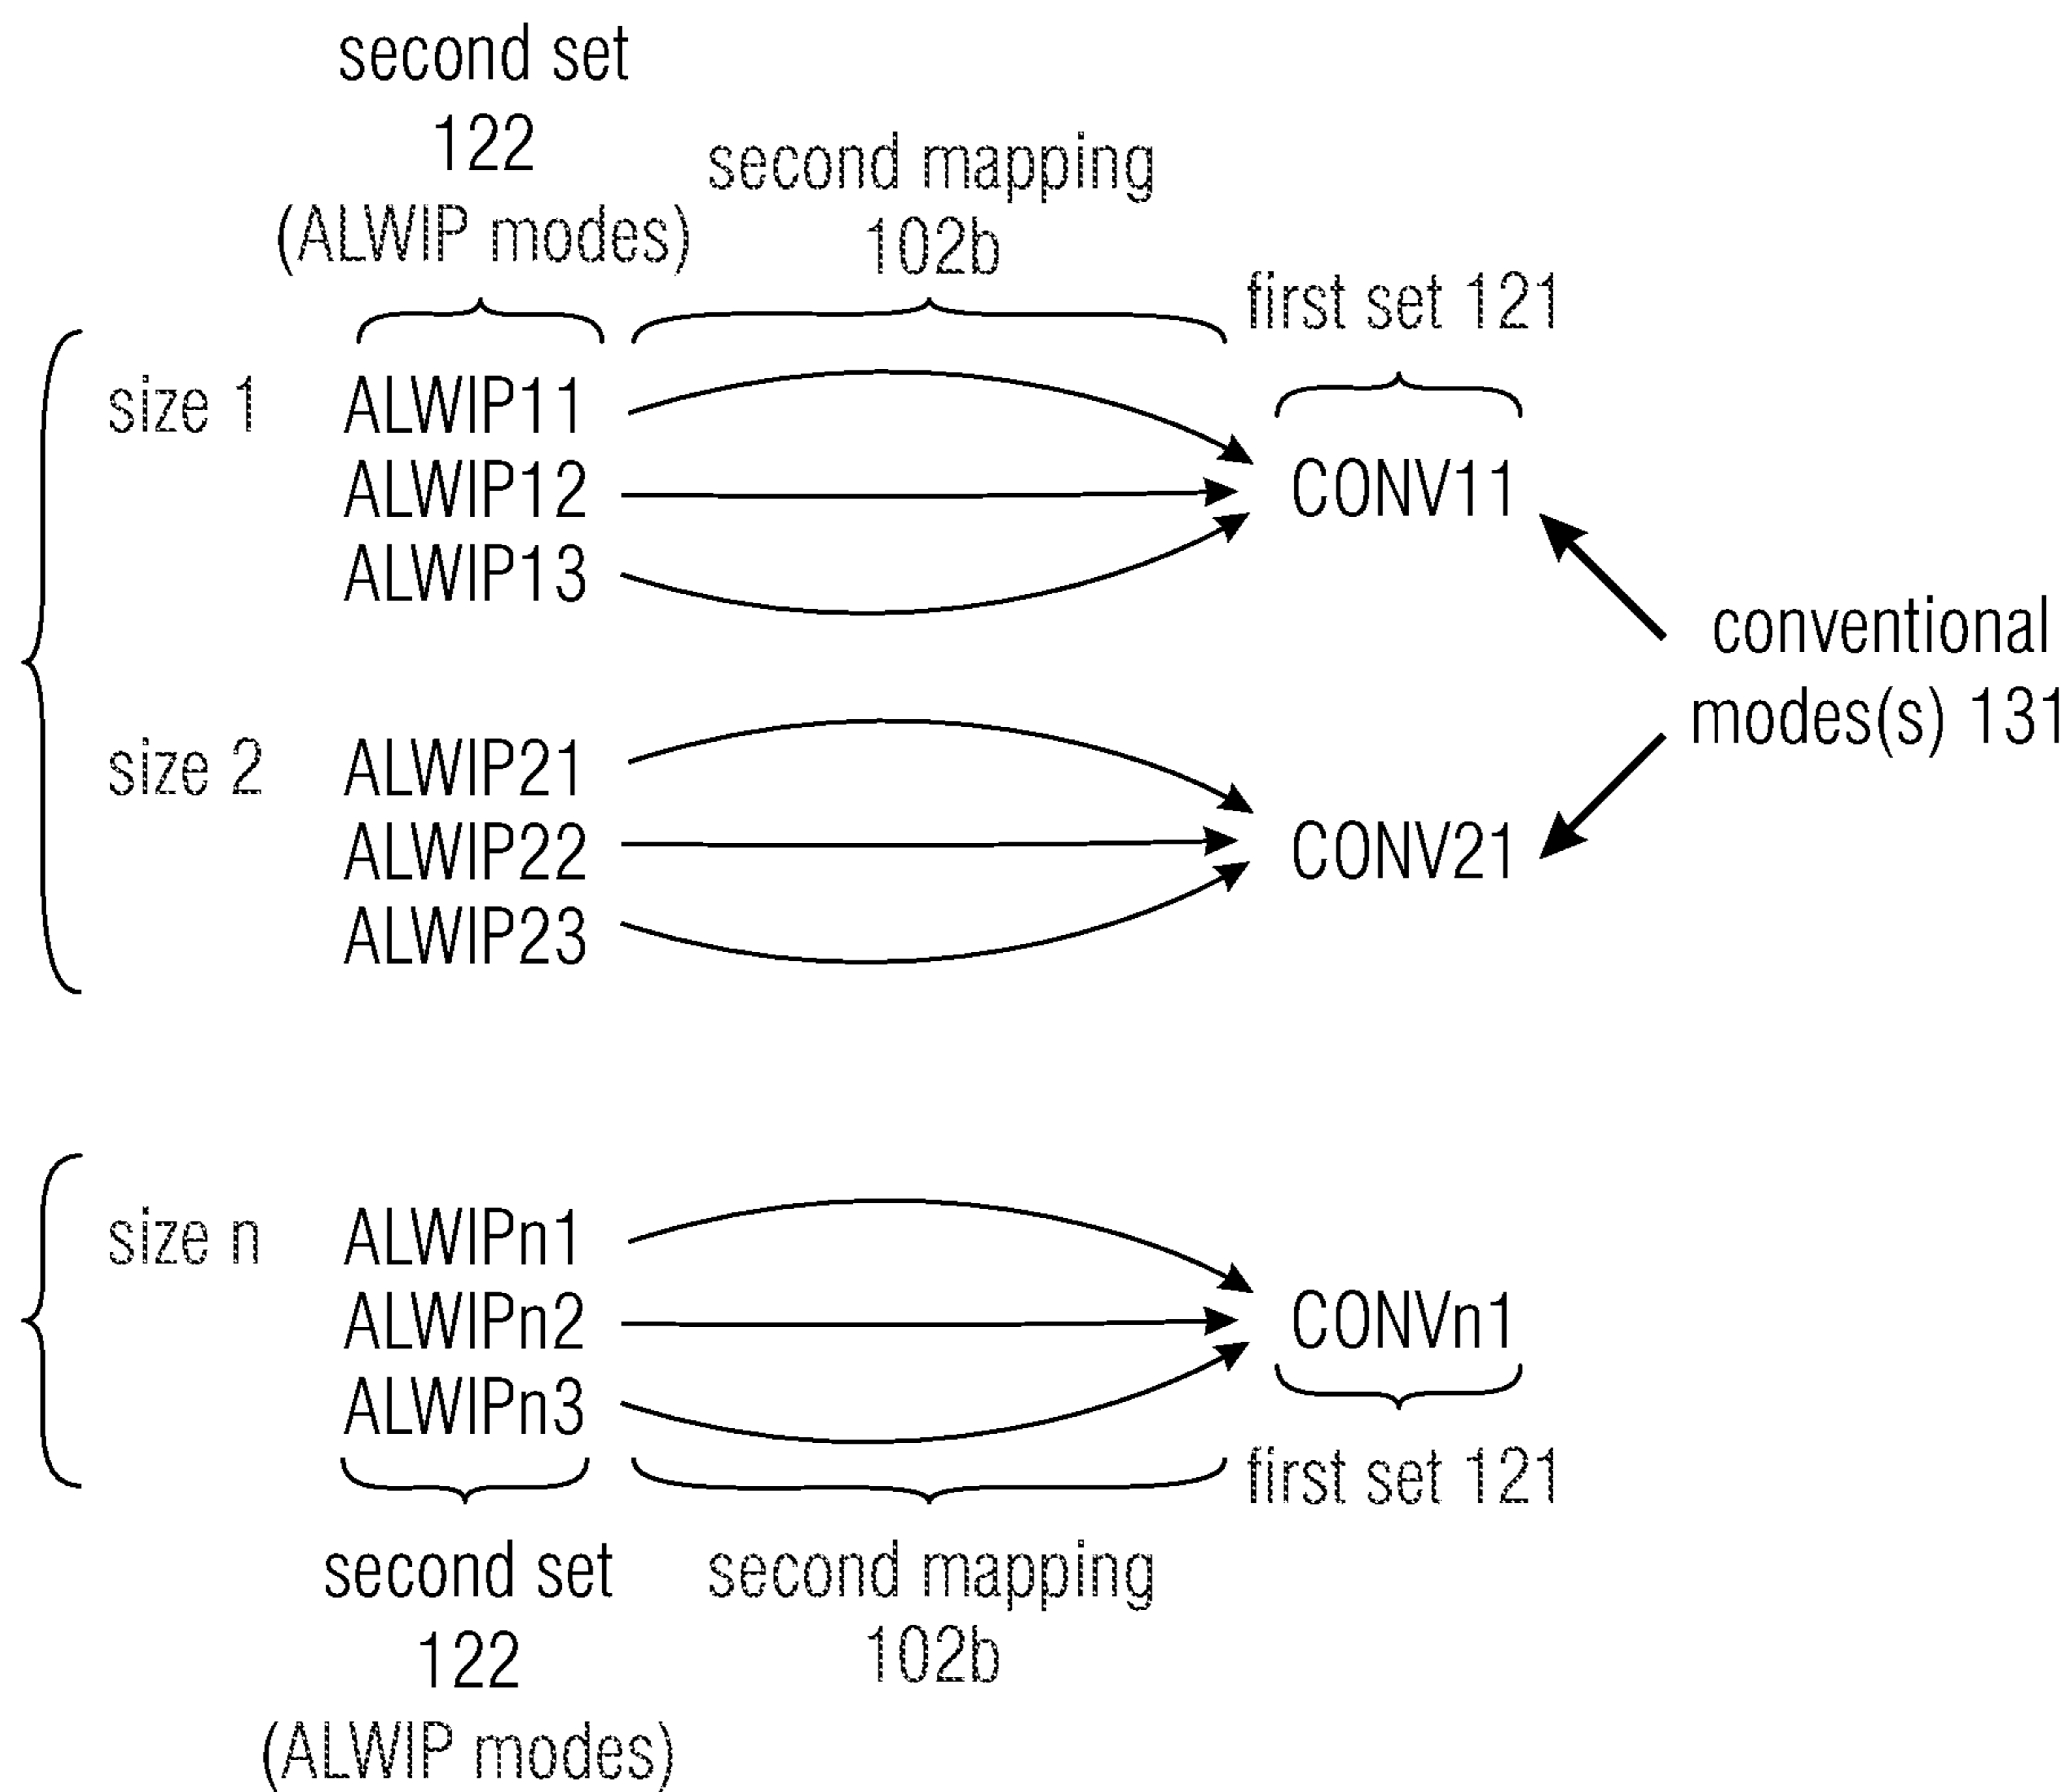 second set
122
(ALWIP modes)
second mapping
102b
first set 121
size 1
ALWIP11
ALWIP12
ALWIP13
CONV11
conventional
modes(s) 131
size 2
ALWIP21
ALWIP22
ALWIP23
CONV21
size n
ALWIPn1
ALWIPn2
ALWIPn3
CONVn1
first set 121
second set
122
(ALWIP modes)
second mapping
102b